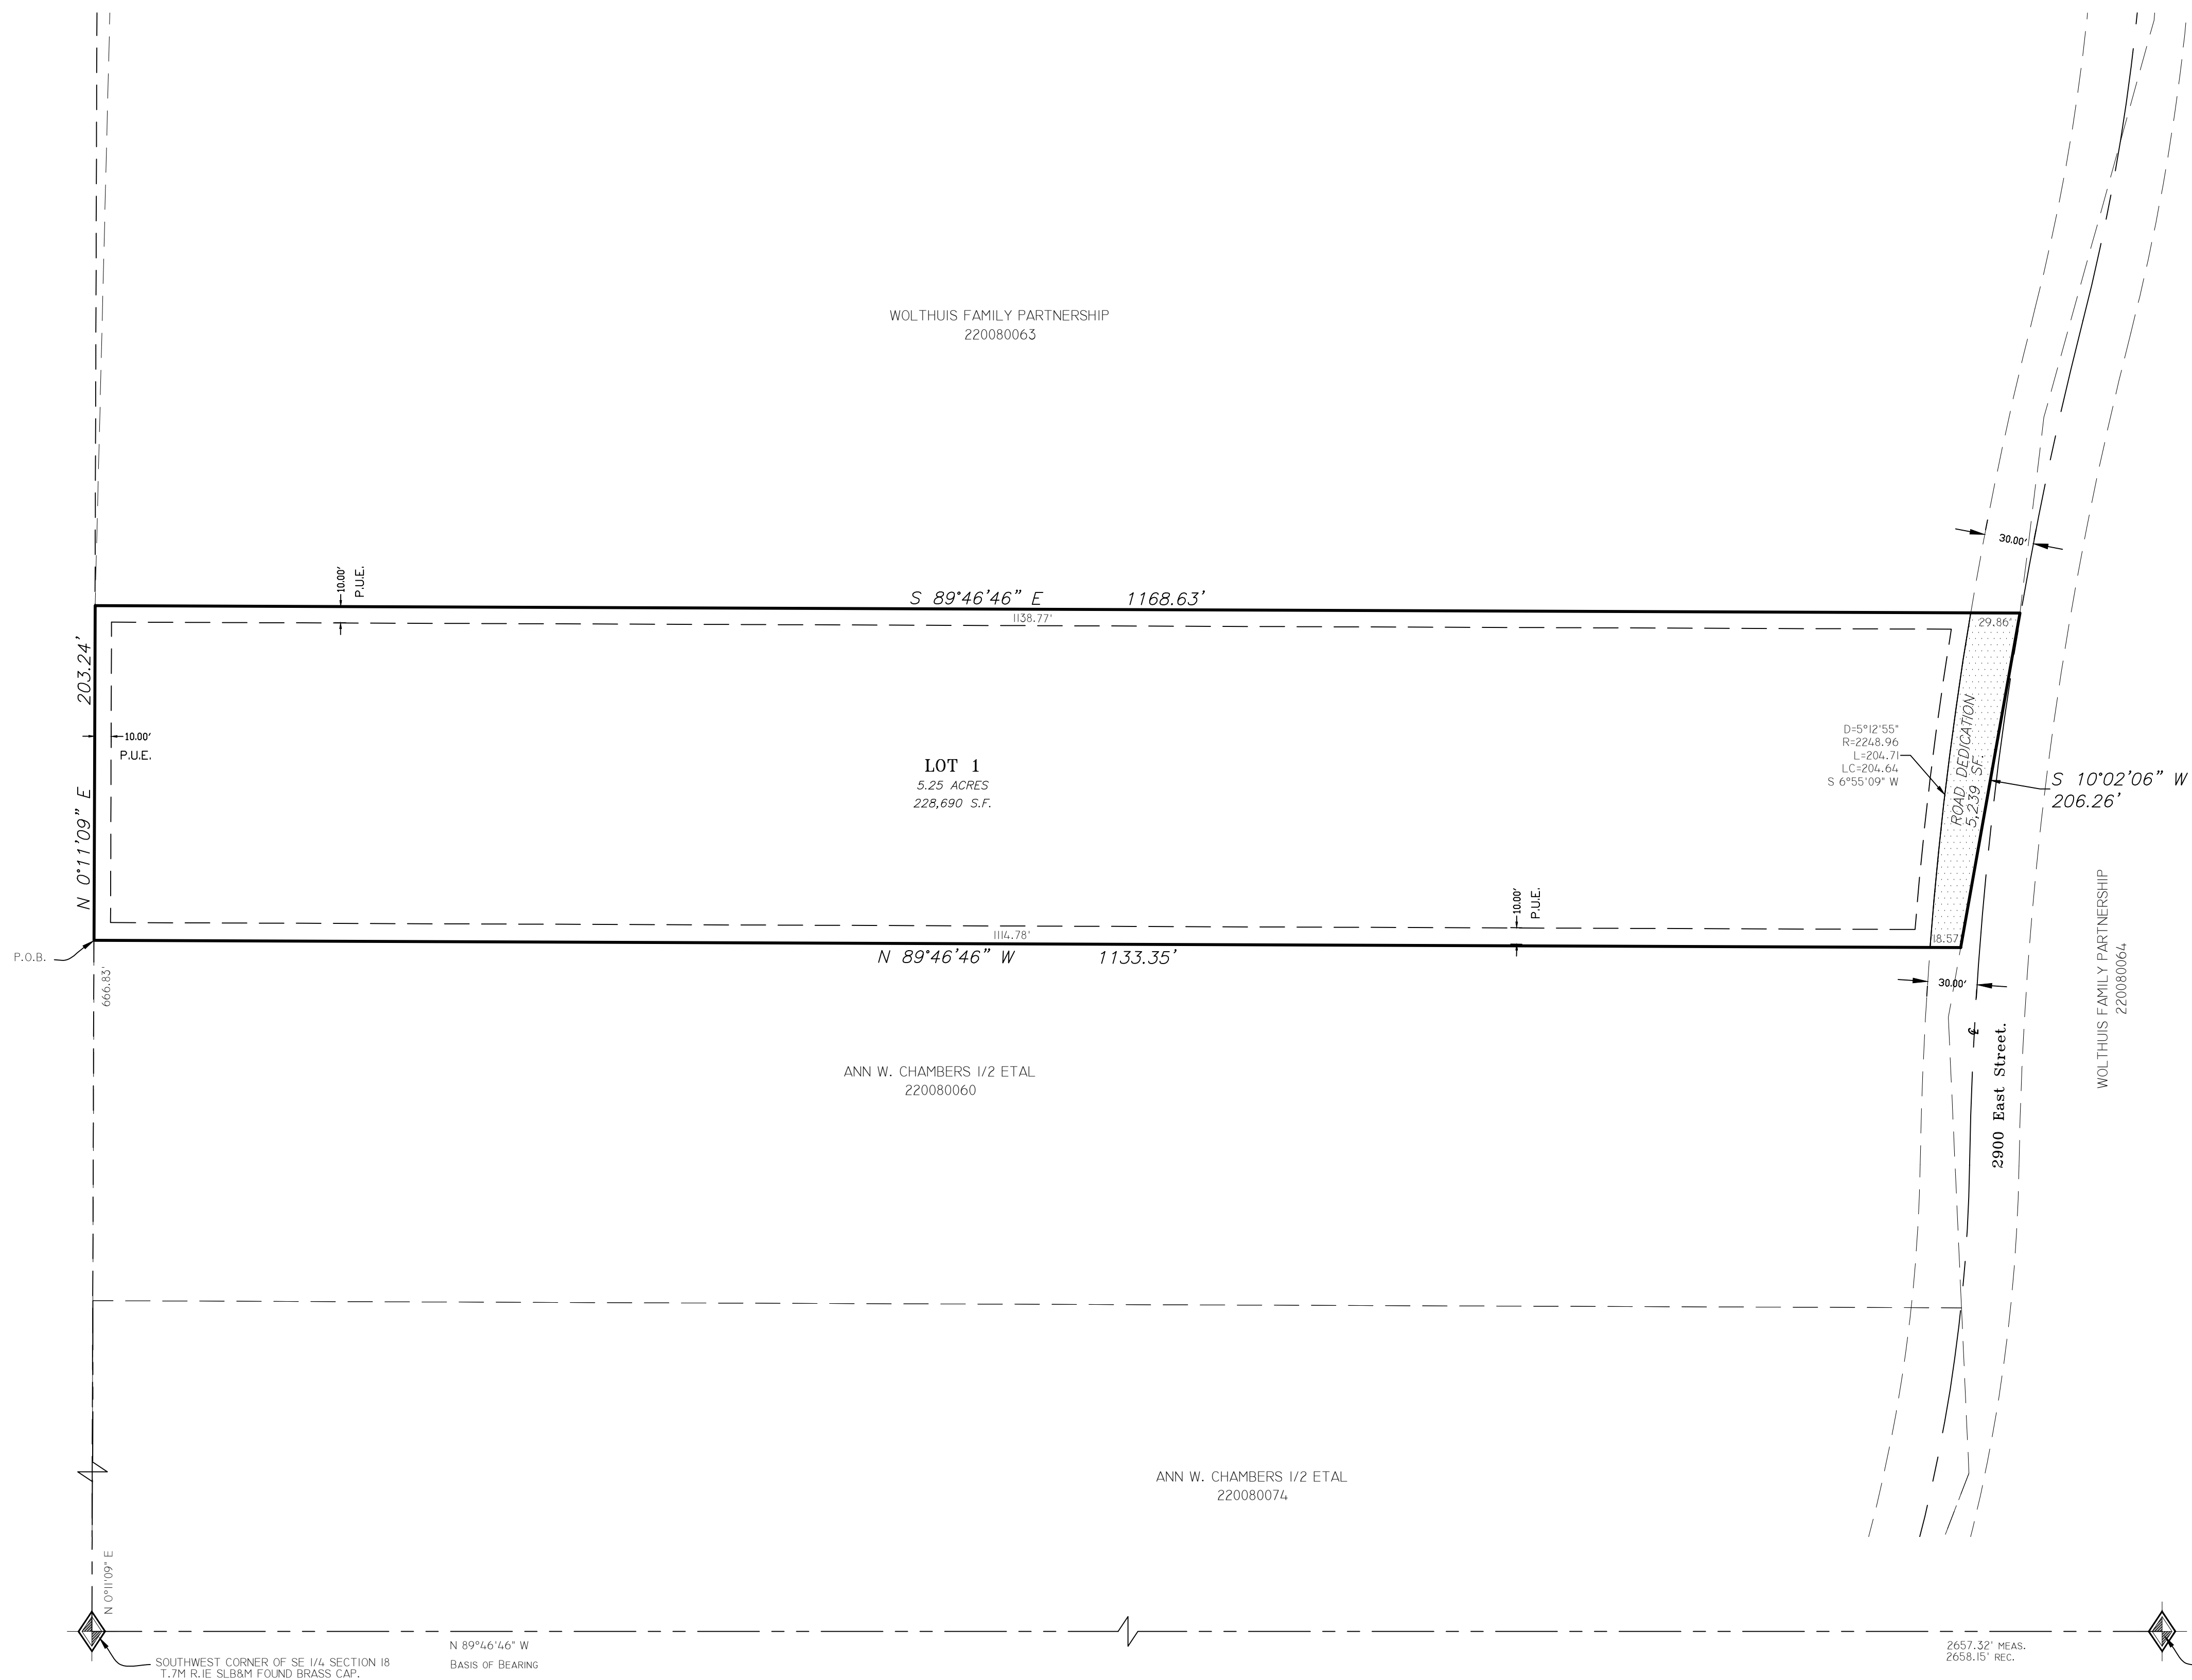 WOLTHUIS FAMILY PARTNERSHIP
220080063
30.00'
10.00'
P.U.E.
S 89°46'46" E 1168.63'
1138.77'
29.86'
N 0°11'09" E 203.24'
10.00'
P.U.E.
LOT 1
5.25 ACRES
228,690 S.F.
D=5°12'55"
R=2248.96
L=204.71
LC=204.64
S 6°55'09" W
ROAD DEDICATION
5,239 SF.
S 10°02'06" W
206.26'
10.00'
P.U.E.
1114.78'
18.57'
N 89°46'46" W 1133.35'
P.O.B.
666.83'
30.00'
WOLTHUIS FAMILY PARTNERSHIP
220080064
2900 East Street.
ANN W. CHAMBERS 1/2 ETAL
220080060
ANN W. CHAMBERS 1/2 ETAL
220080074
N 0°11'09" E
SOUTHWEST CORNER OF SE 1/4 SECTION 18
T.7M R.1E SLB&M FOUND BRASS CAP.
N 89°46'46" W
BASIS OF BEARING
2657.32' MEAS.
2658.15' REC.